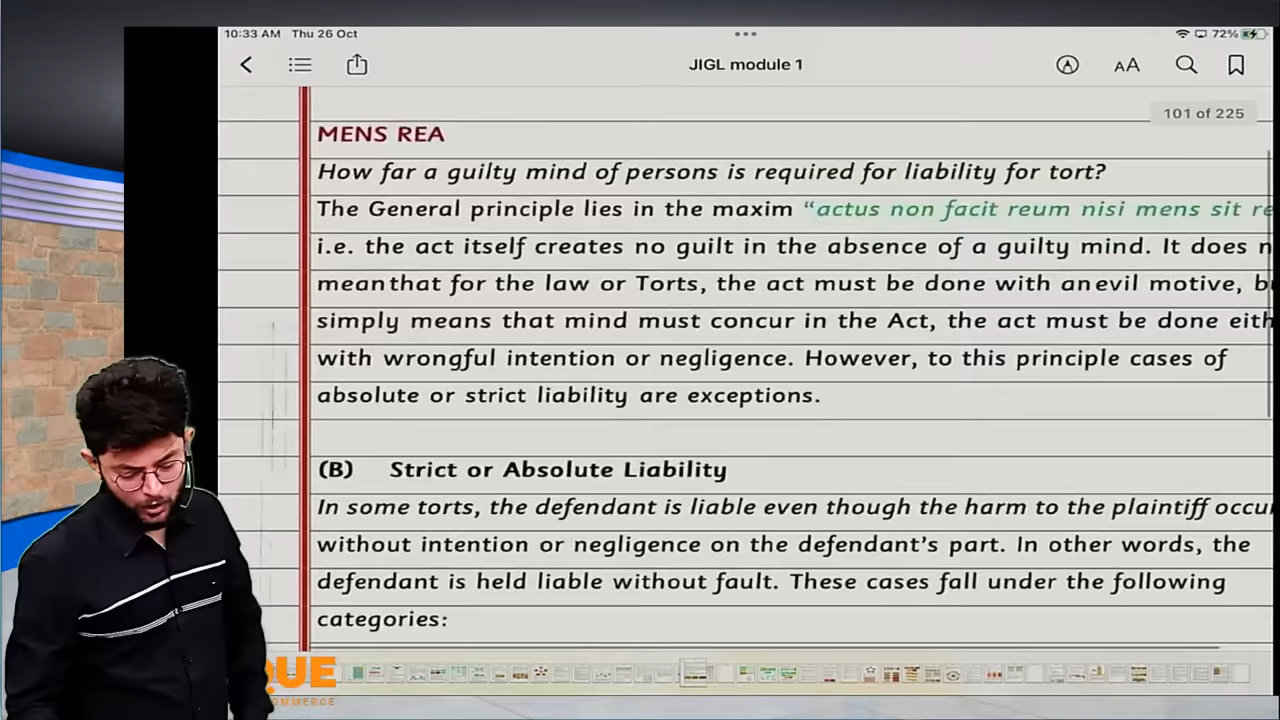 10:33 AM Thu 26 Oct
72%
JIGL module 1
AA
101 of 225
MENS REA
How far a guilty mind of persons is required for liability for tort?
The General principle lies in the maxim “actus non facit reum nisi mens sit re
i.e. the act itself creates no guilt in the absence of a guilty mind. It does n
meanthat for the law or Torts, the act must be done with anevil motive, b
simply means that mind must concur in the Act, the act must be done eith
with wrongful intention or negligence. However, to this principle cases of
absolute or strict liability are exceptions.
(B) Strict or Absolute Liability
In some torts, the defendant is liable even though the harm to the plaintiff occu
without intention or negligence on the defendant’s part. In other words, the
defendant is held liable without fault. These cases fall under the following
categories:
QUE
OMMERCE